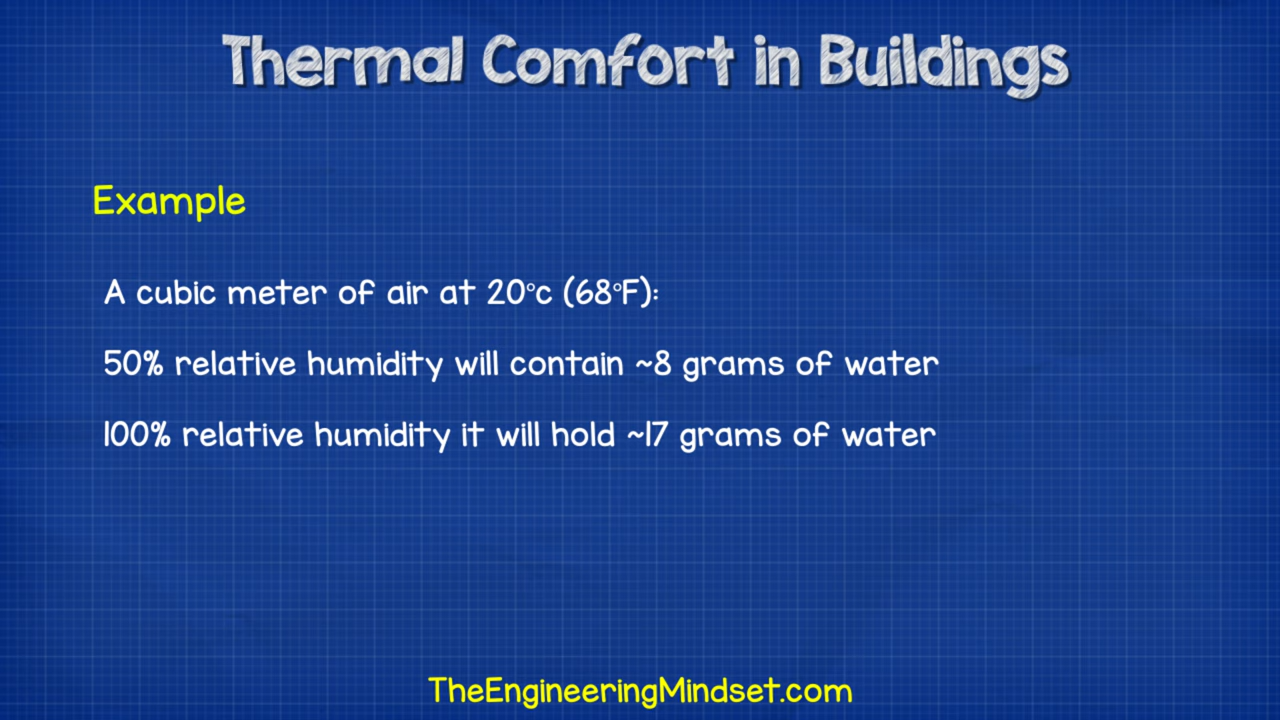 Thermal Comfort in Buildings
Example
A cubic meter of air at 20°c (68°F):
50% relative humidity will contain ~8 grams of water
100% relative humidity it will hold ~17 grams of water
TheEngineeringMindset.com